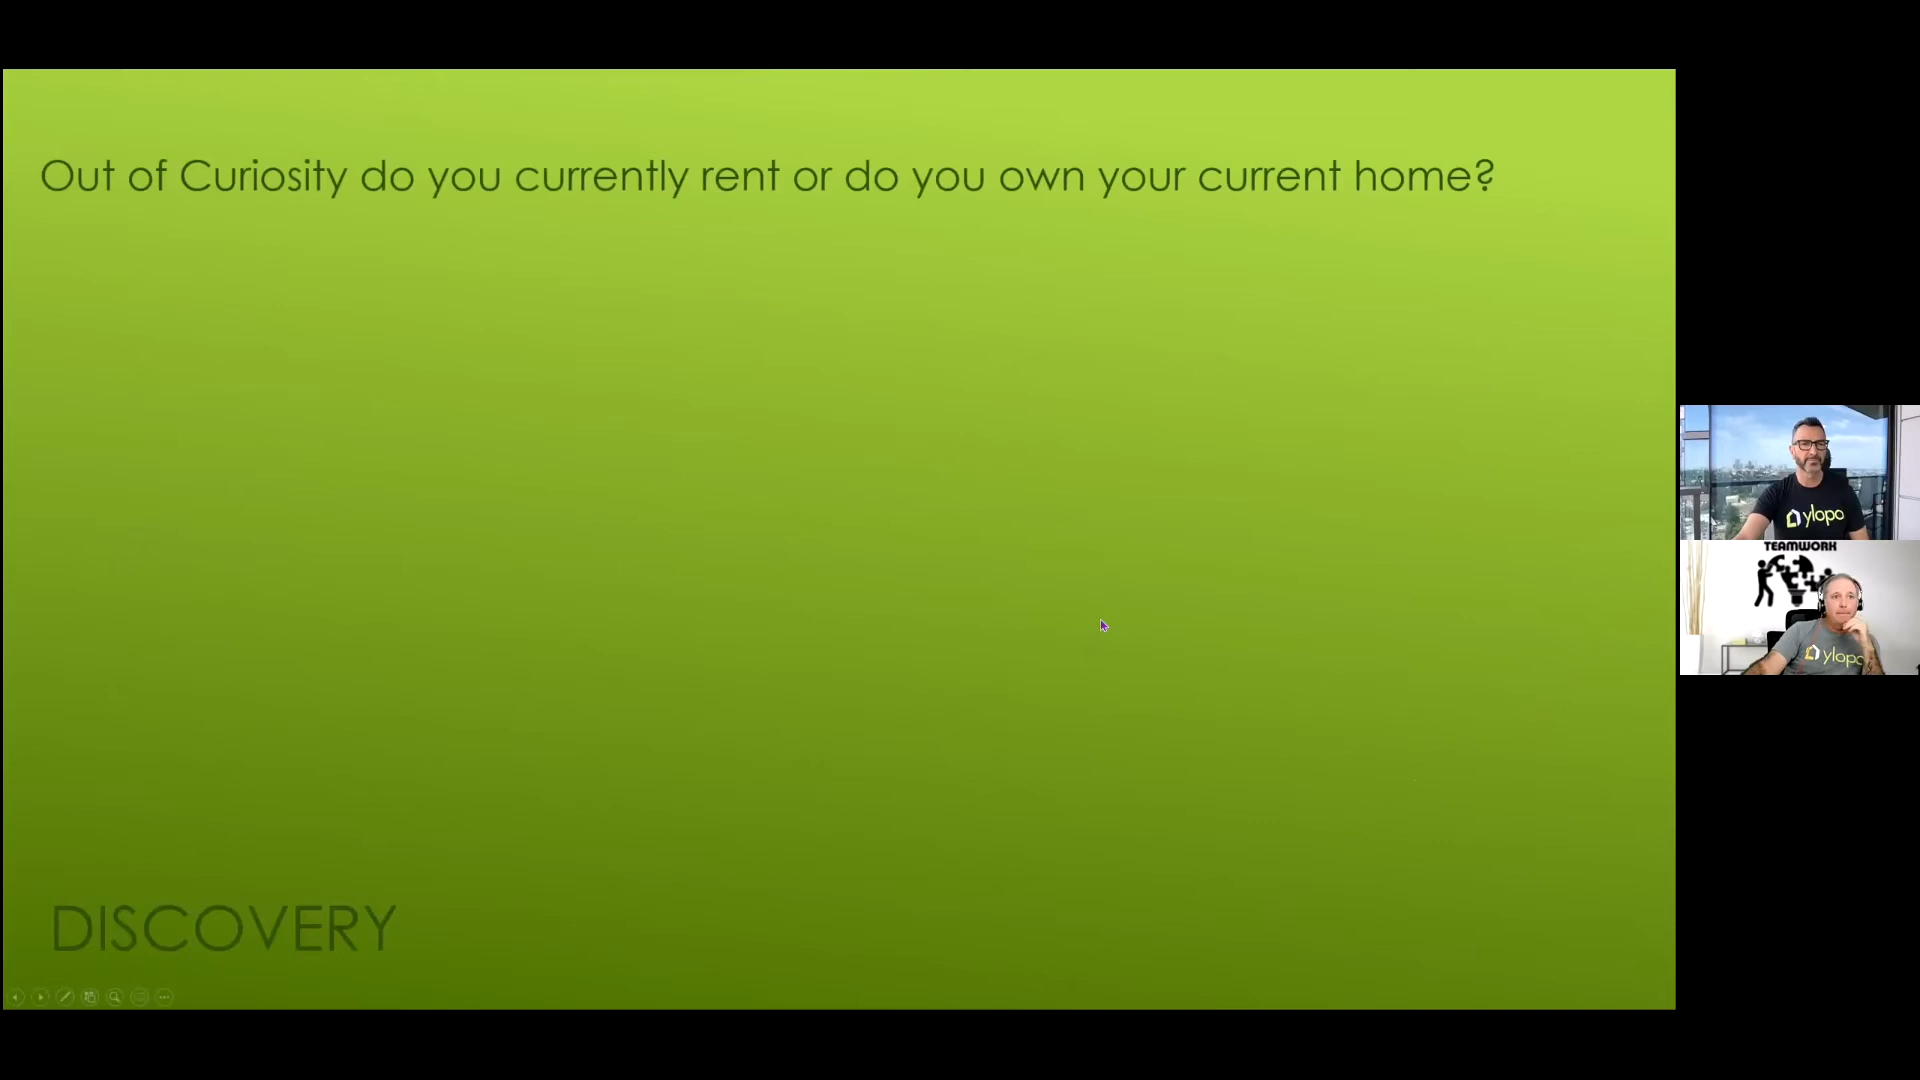 Out of Curiosity do you currently rent or do you own your current home?
ylopo
TEAMWORK
ylopo
DISCOVERY